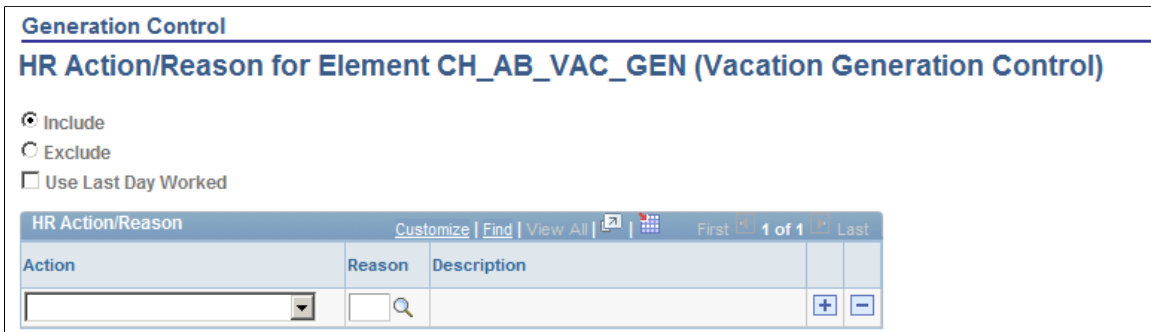 Generation Control
HR Action/Reason for Element CH_AB_VAC_GEN (Vacation Generation Control)
Include
Exclude
Use Last Day Worked
HR Action/Reason Customize | Find | View All | | First 1 of 1 Last
Action Reason Description